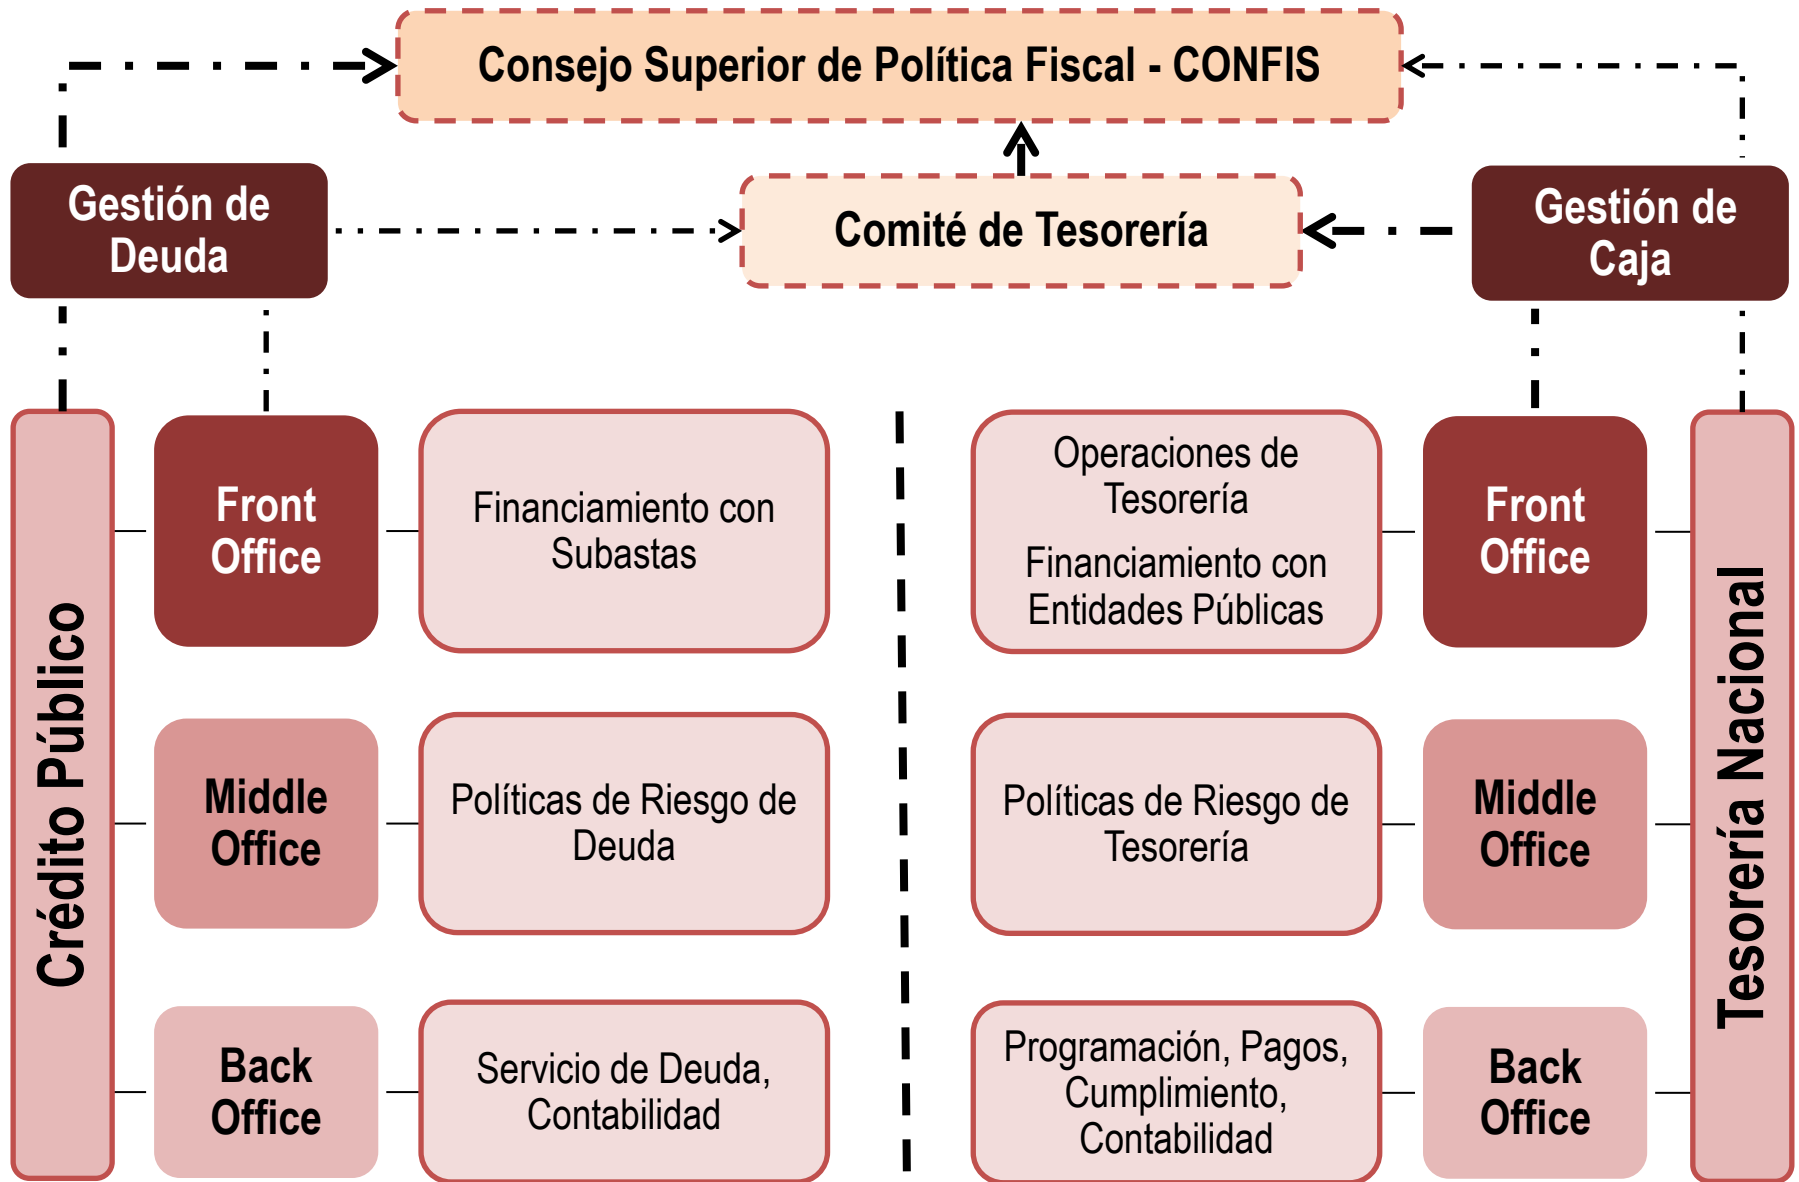 Consejo Superior de Política Fiscal - CONFIS
Gestión de
Deuda
Comité de Tesorería
Gestión de
Caja
Crédito Público
Front
Office
Financiamiento con
Subastas
Middle
Office
Políticas de Riesgo de
Deuda
Back
Office
Servicio de Deuda,
Contabilidad
Operaciones de
Tesorería
Financiamiento con
Entidades Públicas
Front
Office
Políticas de Riesgo de
Tesorería
Middle
Office
Programación, Pagos,
Cumplimiento,
Contabilidad
Back
Office
Tesorería Nacional